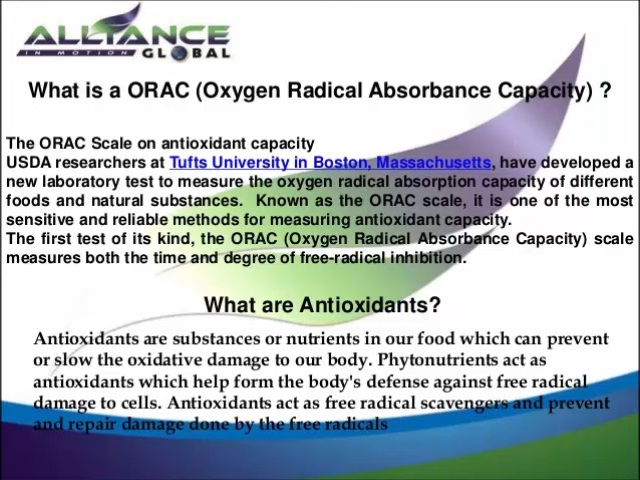 ALLIANCE
IN MOTION GLOBAL
What is a ORAC (Oxygen Radical Absorbance Capacity) ?
The ORAC Scale on antioxidant capacity
USDA researchers at Tufts University in Boston, Massachusetts, have developed a
new laboratory test to measure the oxygen radical absorption capacity of different
foods and natural substances. Known as the ORAC scale, it is one of the most
sensitive and reliable methods for measuring antioxidant capacity.
The first test of its kind, the ORAC (Oxygen Radical Absorbance Capacity) scale
measures both the time and degree of free-radical inhibition.
What are Antioxidants?
Antioxidants are substances or nutrients in our food which can prevent
or slow the oxidative damage to our body. Phytonutrients act as
antioxidants which help form the body's defense against free radical
damage to cells. Antioxidants act as free radical scavengers and prevent
and repair damage done by the free radicals